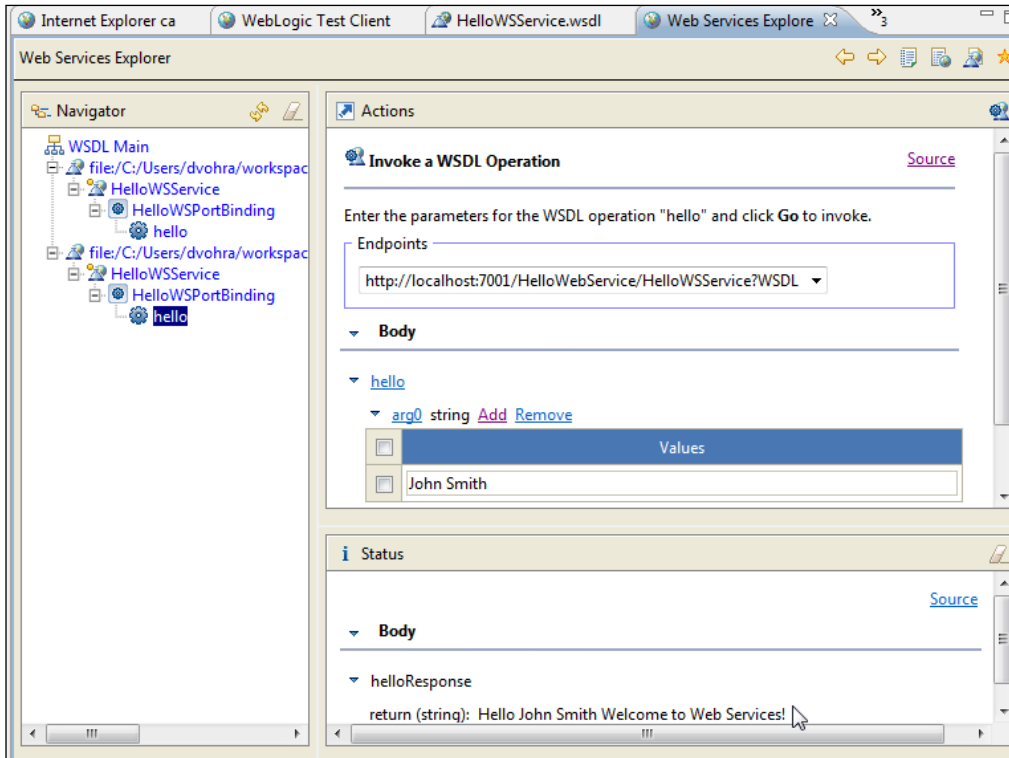 Internet Explorer ca
WebLogic Test Client
HelloWSService.wsdl
Web Services Explore
»3
Web Services Explorer
Navigator
WSDL Main
file:/C:/Users/dvohra/workspac
HelloWSService
HelloWSPortBinding
hello
file:/C:/Users/dvohra/workspac
HelloWSService
HelloWSPortBinding
hello
Actions
Invoke a WSDL Operation
Source
Enter the parameters for the WSDL operation "hello" and click Go to invoke.
Endpoints
http://localhost:7001/HelloWebService/HelloWSService?WSDL
Body
hello
arg0 string Add Remove
Values
John Smith
i Status
Source
Body
helloResponse
return (string): Hello John Smith Welcome to Web Services!